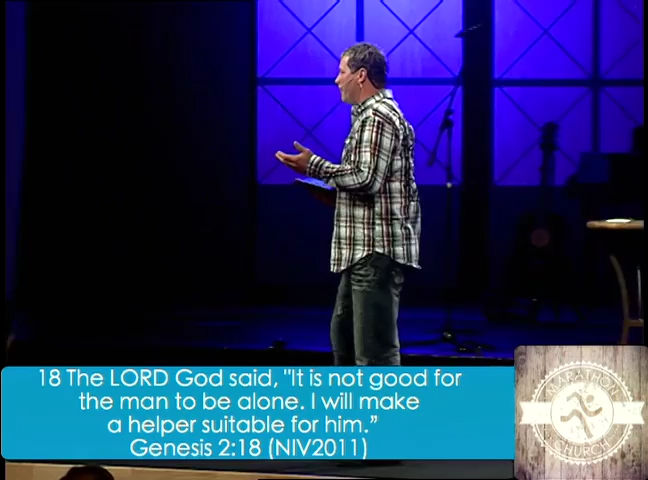 18 The LORD God said, "It is not good for
the man to be alone. I will make
a helper suitable for him.”
Genesis 2:18 (NIV2011)
MARATHON
CHURCH